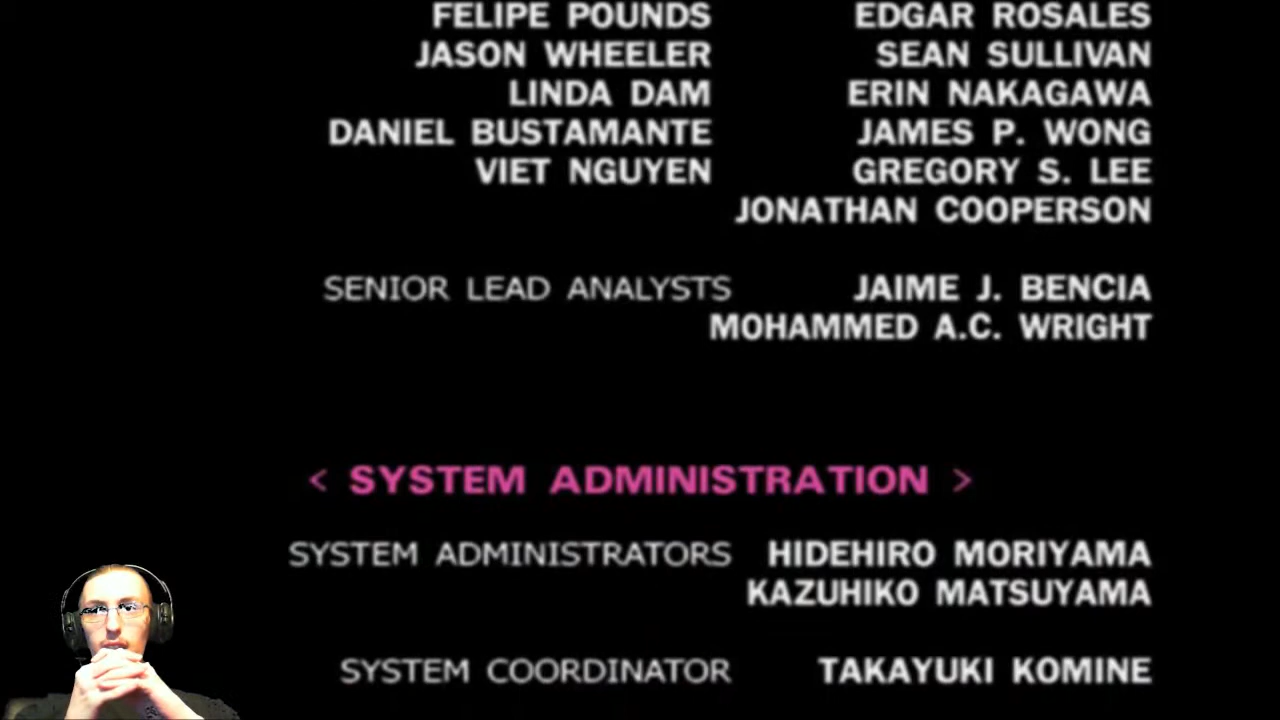 FELIPE POUNDS EDGAR ROSALES
JASON WHEELER SEAN SULLIVAN
LINDA DAM ERIN NAKAGAWA
DANIEL BUSTAMANTE JAMES P. WONG
VIET NGUYEN GREGORY S. LEE
JONATHAN COOPERSON
SENIOR LEAD ANALYSTS JAIME J. BENCIA
MOHAMMED A.C. WRIGHT
< SYSTEM ADMINISTRATION >
SYSTEM ADMINISTRATORS HIDEHIRO MORIYAMA
KAZUHIKO MATSUYAMA
SYSTEM COORDINATOR TAKAYUKI KOMINE